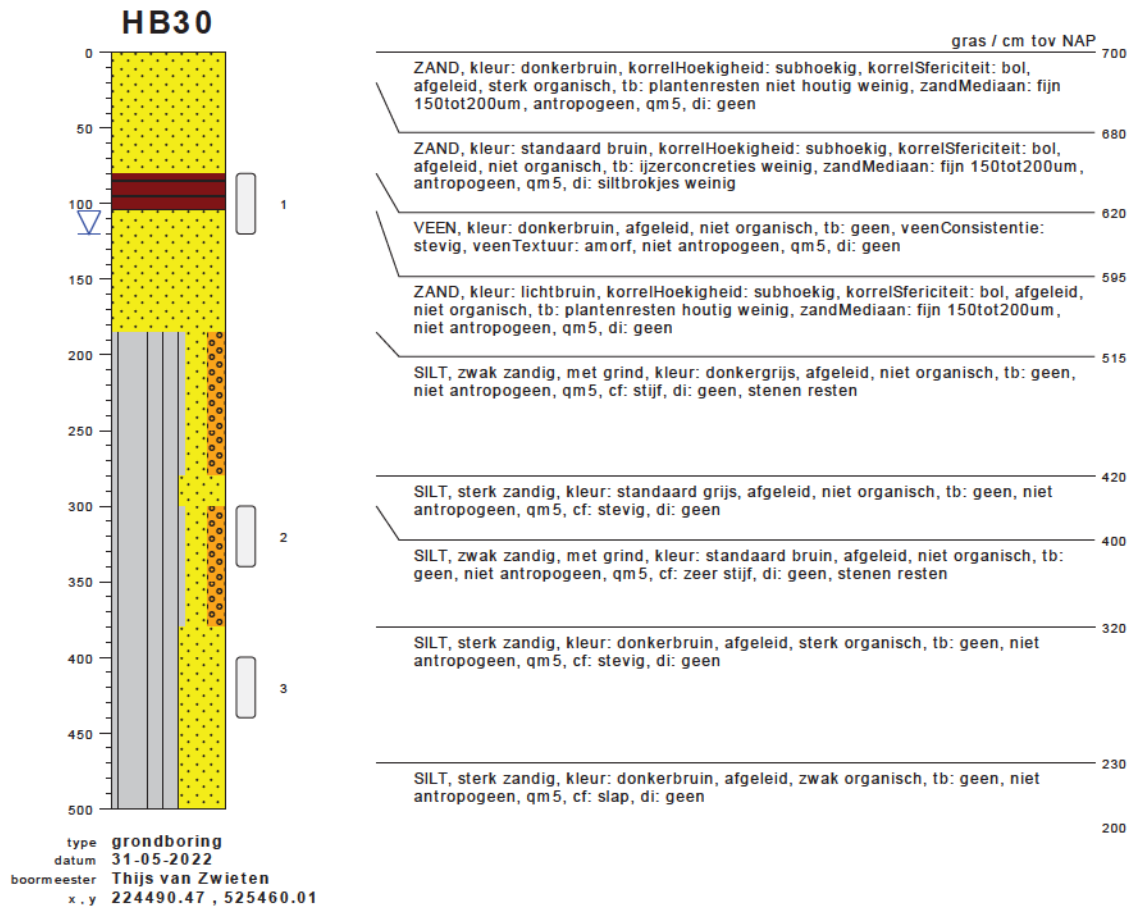 HB30
gras / cm tov NAP
0
50
100
150
200
250
300
350
400
450
500
1
2
3
700
ZAND, kleur: donkerbruin, korrelHoekigheid: subhoekig, korrelSfericiteit: bol,
afgeleid, sterk organisch, tb: plantenresten niet houtig weinig, zandMediaan: fijn
150tot200um, antropogeen, qm5, di: geen
680
ZAND, kleur: standaard bruin, korrelHoekigheid: subhoekig, korrelSfericiteit: bol,
afgeleid, niet organisch, tb: ijzerconcreties weinig, zandMediaan: fijn 150tot200um,
antropogeen, qm5, di: siltbrokjes weinig
620
VEEN, kleur: donkerbruin, afgeleid, niet organisch, tb: geen, veenConsistentie:
stevig, veenTextuur: amorf, niet antropogeen, qm5, di: geen
595
ZAND, kleur: lichtbruin, korrelHoekigheid: subhoekig, korrelSfericiteit: bol, afgeleid,
niet organisch, tb: plantenresten houtig weinig, zandMediaan: fijn 150tot200um,
niet antropogeen, qm5, di: geen
515
SILT, zwak zandig, met grind, kleur: donkergrijs, afgeleid, niet organisch, tb: geen,
niet antropogeen, qm5, cf: stijf, di: geen, stenen resten
420
SILT, sterk zandig, kleur: standaard grijs, afgeleid, niet organisch, tb: geen, niet
antropogeen, qm5, cf: stevig, di: geen
400
SILT, zwak zandig, met grind, kleur: standaard bruin, afgeleid, niet organisch, tb:
geen, niet antropogeen, qm5, cf: zeer stijf, di: geen, stenen resten
320
SILT, sterk zandig, kleur: donkerbruin, afgeleid, sterk organisch, tb: geen, niet
antropogeen, qm5, cf: stevig, di: geen
230
SILT, sterk zandig, kleur: donkerbruin, afgeleid, zwak organisch, tb: geen, niet
antropogeen, qm5, cf: slap, di: geen
200
type grondboring
datum 31-05-2022
boormeester Thijs van Zwieten
x, y 224490.47 , 525460.01